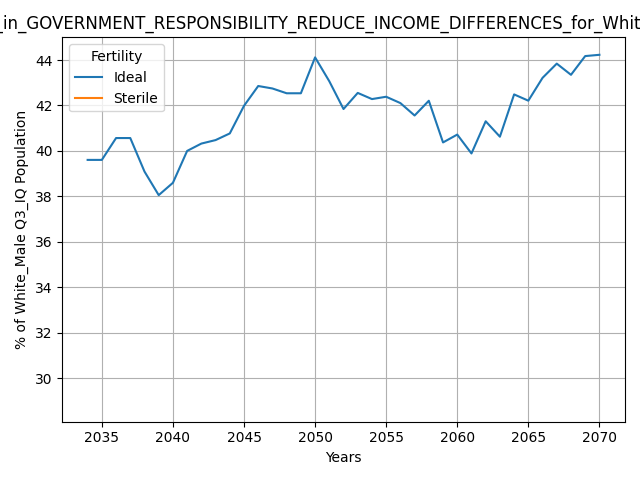 _in_GOVERNMENT_RESPONSIBILITY_REDUCE_INCOME_DIFFERENCES_for_Whit
Fertility
Ideal
Sterile
% of White_Male Q3_IQ Population
44
42
40
38
36
34
32
30
2035 2040 2045 2050 2055 2060 2065 2070
Years